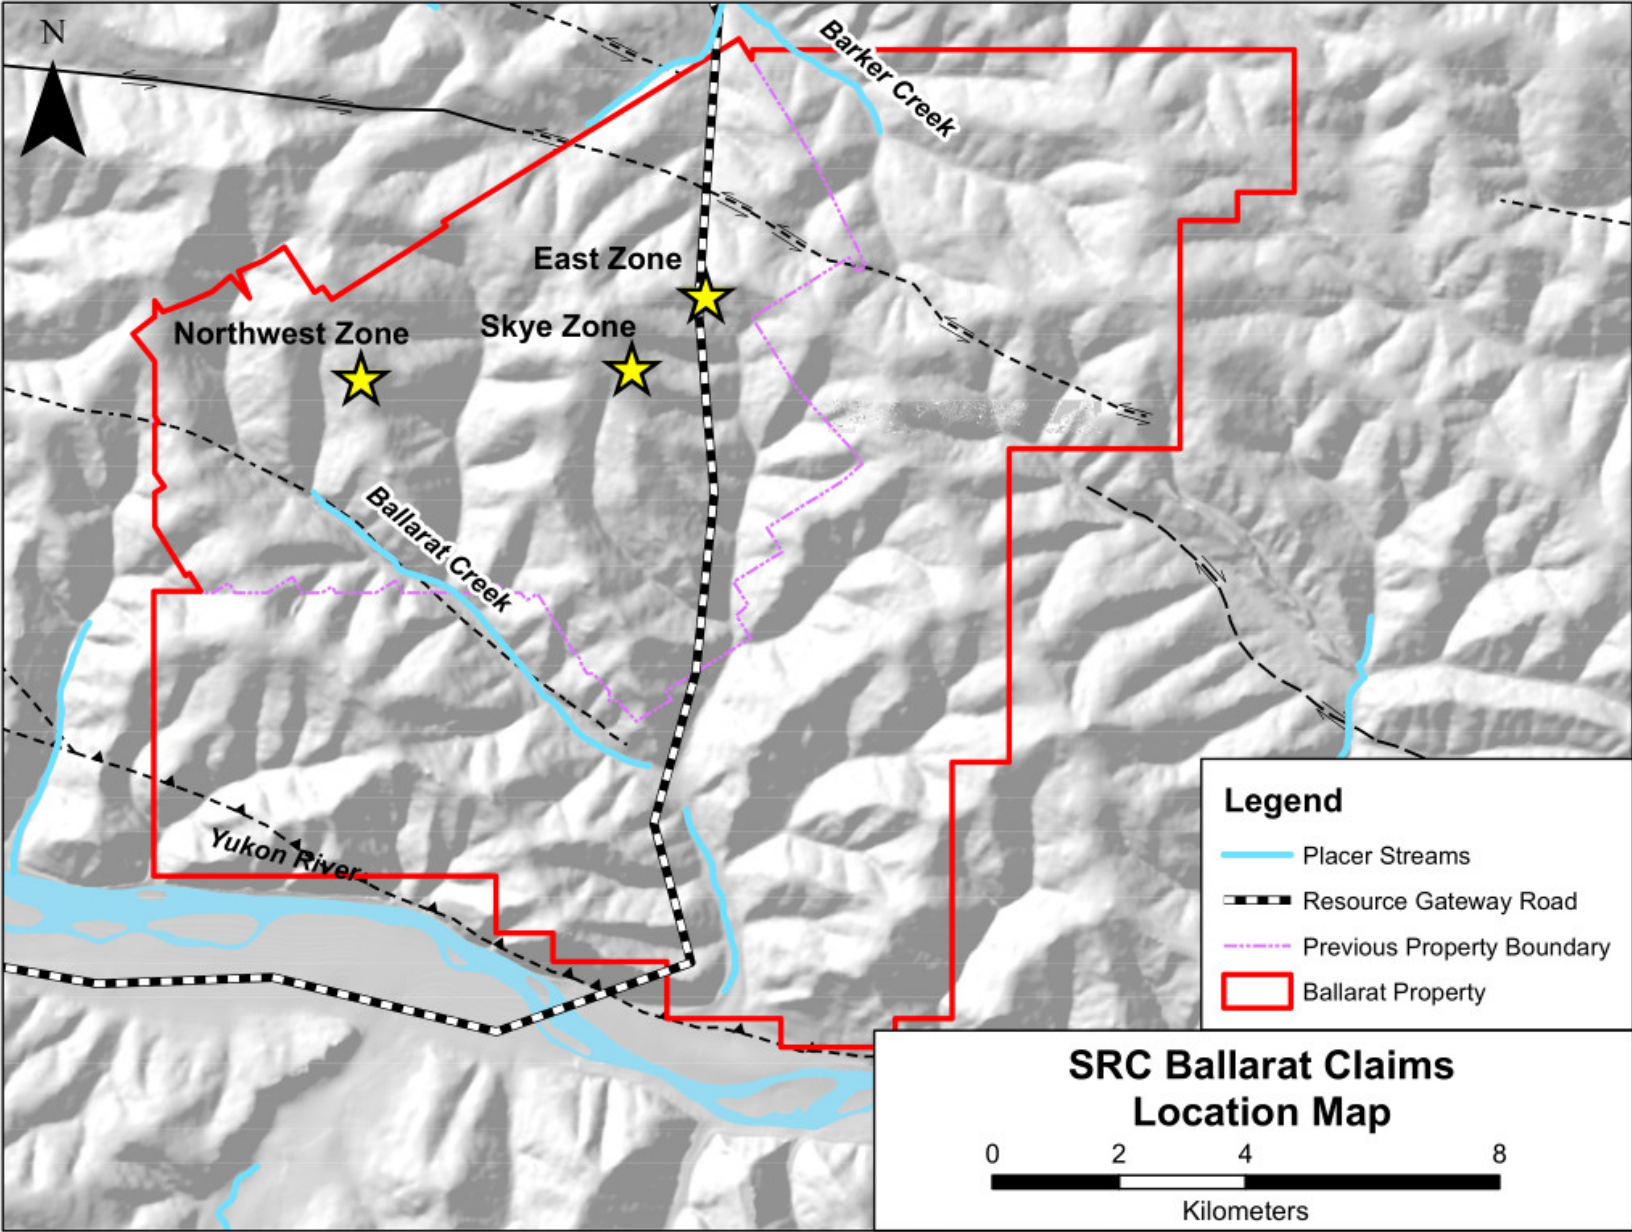 N
Barker Creek
East Zone
Skye Zone
Northwest Zone
Ballarat Creek
Yukon River
Legend
Placer Streams
Resource Gateway Road
Previous Property Boundary
Ballarat Property
SRC Ballarat Claims
Location Map
0 2 4 8
Kilometers